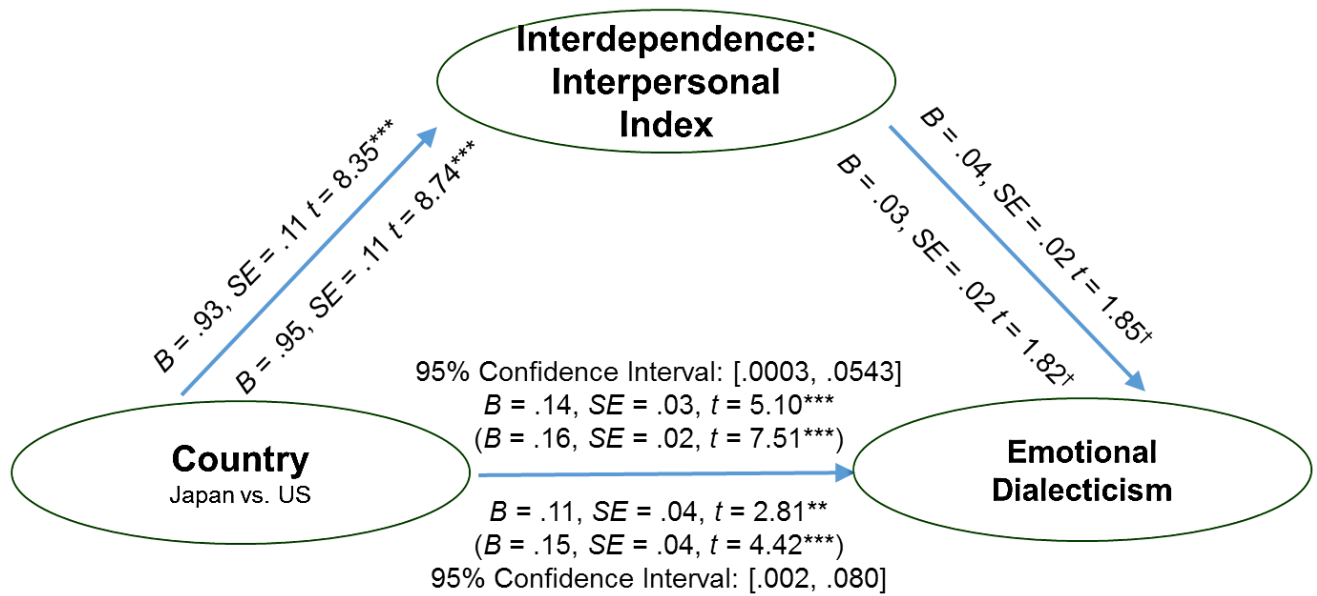 Interdependence:
Interpersonal
Index
B = .93, SE = .11 t = 8.35***
B = .95, SE = .11 t = 8.74***
B = .04, SE = .02 t = 1.85†
B = .03, SE = .02 t = 1.82†
95% Confidence Interval: [.0003, .0543]
B = .14, SE = .03, t = 5.10***
(B = .16, SE = .02, t = 7.51***)
Country
Japan vs. US
Emotional
Dialecticism
B = .11, SE = .04, t = 2.81**
(B = .15, SE = .04, t = 4.42***)
95% Confidence Interval: [.002, .080]